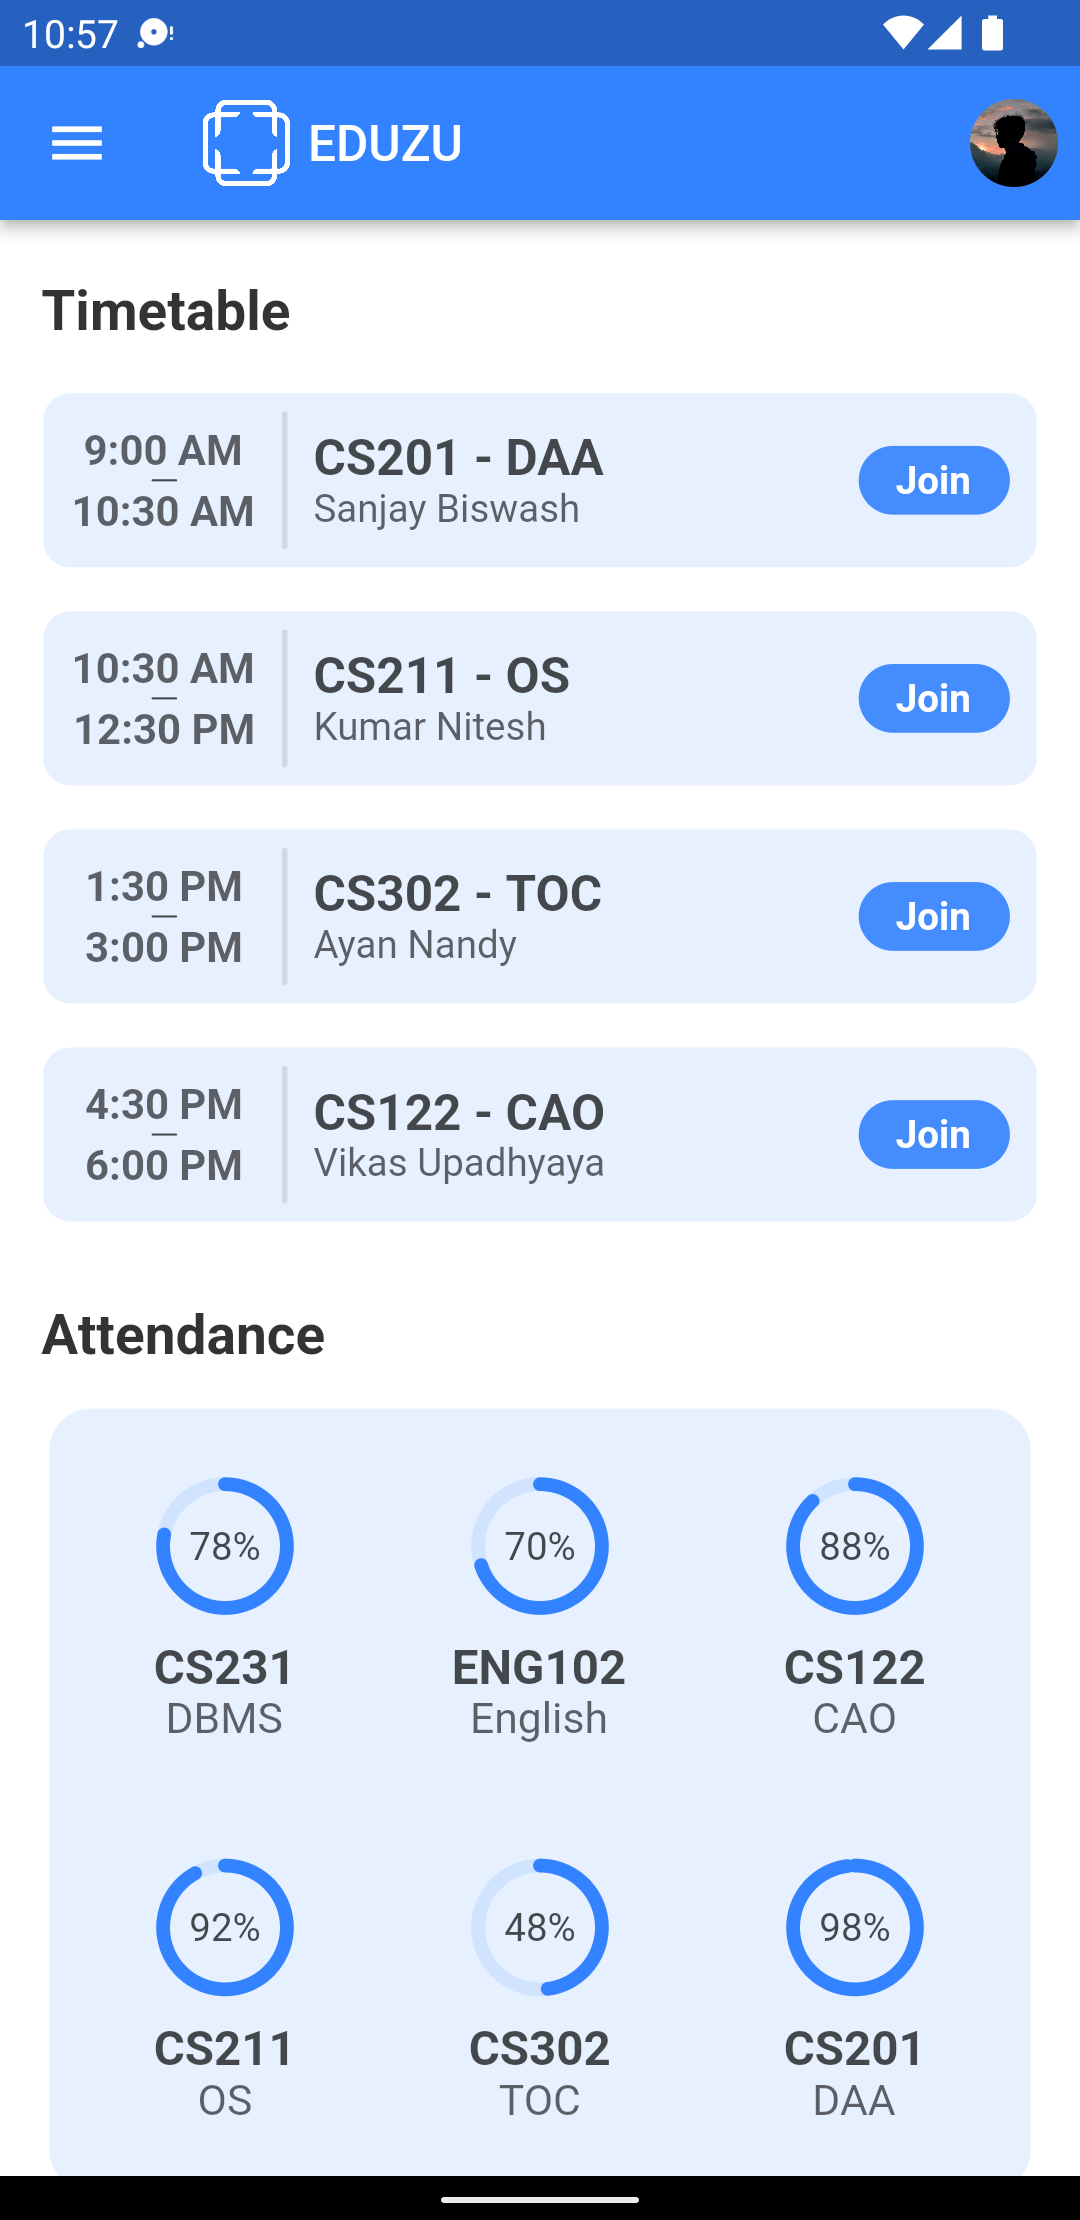 10:57
EDUZU
Timetable
9:00 AM
10:30 AM
CS201 - DAA
Sanjay Biswash
Join
10:30 AM
12:30 PM
CS211 - OS
Kumar Nitesh
Join
1:30 PM
3:00 PM
CS302 - TOC
Ayan Nandy
Join
4:30 PM
6:00 PM
CS122 - CAO
Vikas Upadhyaya
Join
Attendance
78%
70%
88%
CS231
ENG102
CS122
DBMS
English
CAO
92%
48%
98%
CS211
CS302
CS201
OS
TOC
DAA